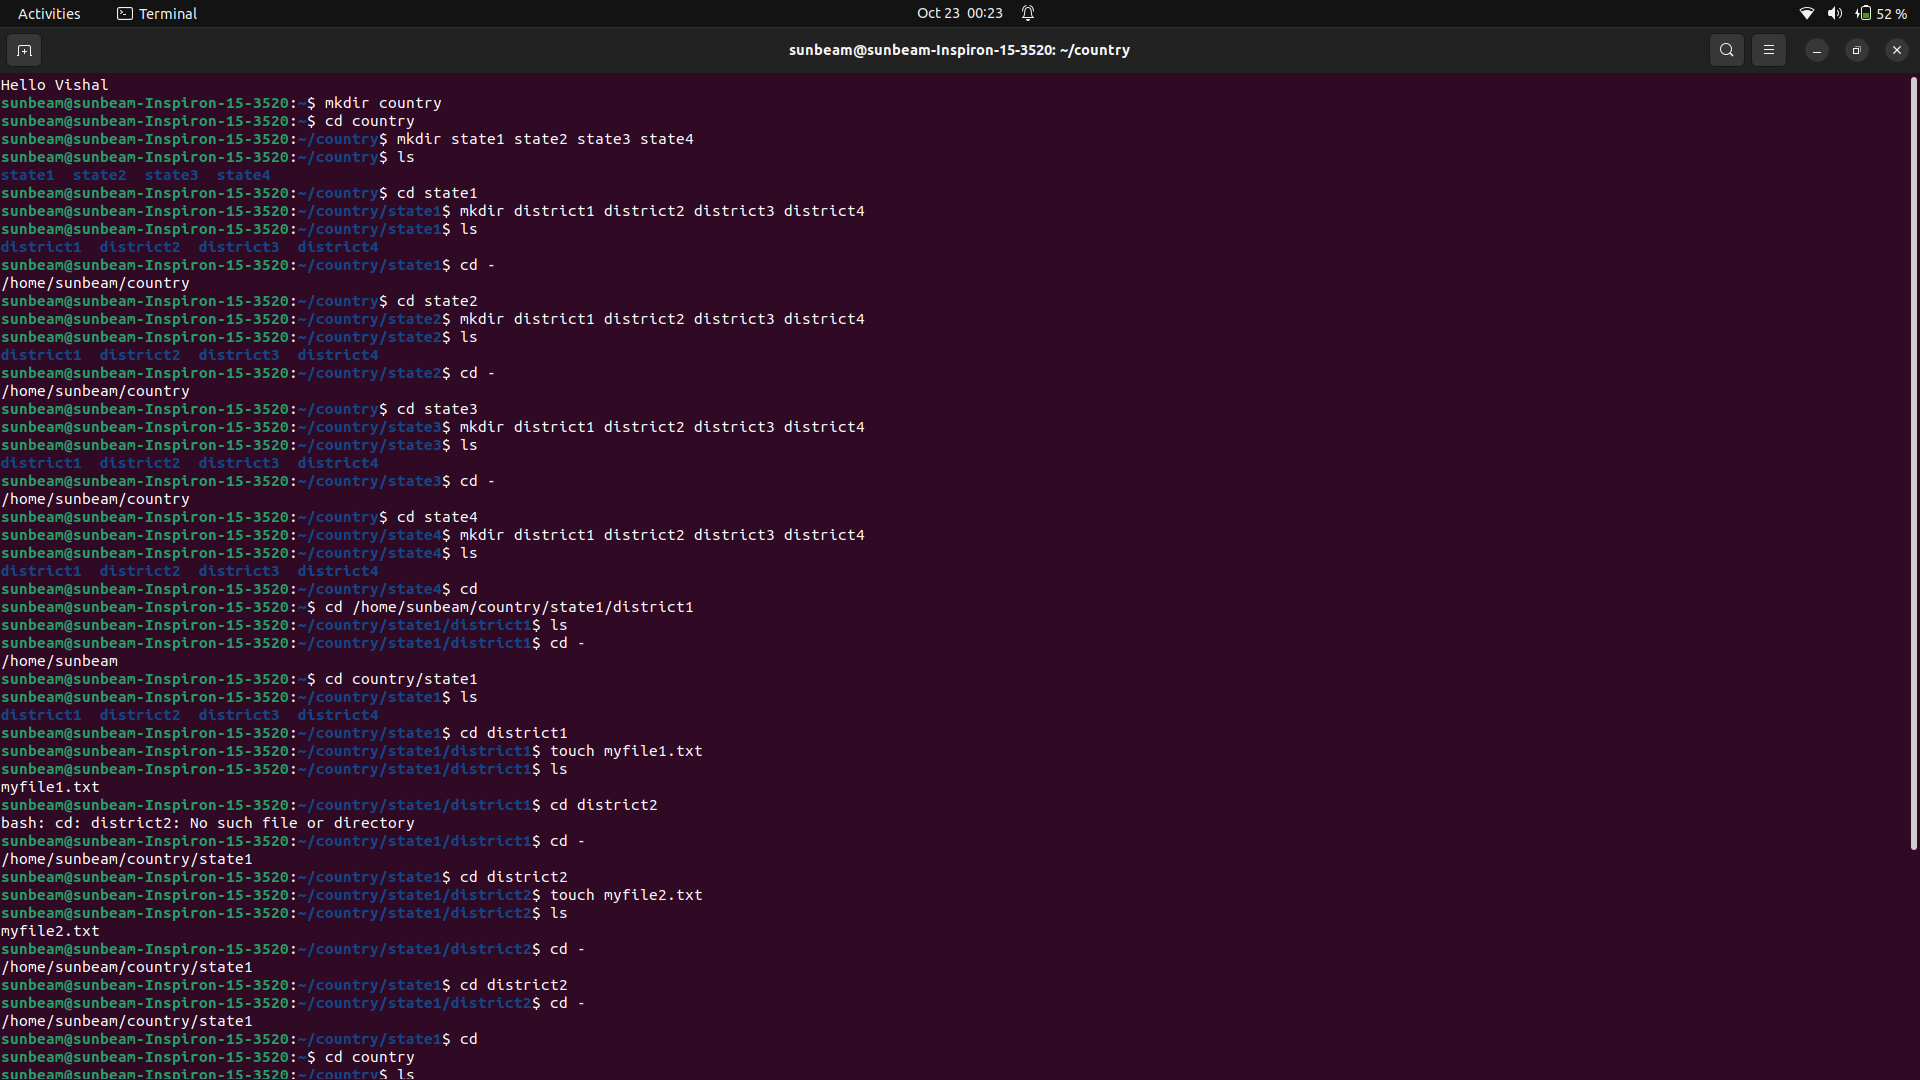 Activities
Terminal
Oct 23 00:23
52 %
sunbeam@sunbeam-Inspiron-15-3520: ~/country
Hello Vishal
sunbeam@sunbeam-Inspiron-15-3520:~$ mkdir country
sunbeam@sunbeam-Inspiron-15-3520:~$ cd country
sunbeam@sunbeam-Inspiron-15-3520:~/country$ mkdir state1 state2 state3 state4
sunbeam@sunbeam-Inspiron-15-3520:~/country$ ls
state1  state2  state3  state4
sunbeam@sunbeam-Inspiron-15-3520:~/country$ cd state1
sunbeam@sunbeam-Inspiron-15-3520:~/country/state1$ mkdir district1 district2 district3 district4
sunbeam@sunbeam-Inspiron-15-3520:~/country/state1$ ls
district1  district2  district3  district4
sunbeam@sunbeam-Inspiron-15-3520:~/country/state1$ cd -
/home/sunbeam/country
sunbeam@sunbeam-Inspiron-15-3520:~/country$ cd state2
sunbeam@sunbeam-Inspiron-15-3520:~/country/state2$ mkdir district1 district2 district3 district4
sunbeam@sunbeam-Inspiron-15-3520:~/country/state2$ ls
district1  district2  district3  district4
sunbeam@sunbeam-Inspiron-15-3520:~/country/state2$ cd -
/home/sunbeam/country
sunbeam@sunbeam-Inspiron-15-3520:~/country$ cd state3
sunbeam@sunbeam-Inspiron-15-3520:~/country/state3$ mkdir district1 district2 district3 district4
sunbeam@sunbeam-Inspiron-15-3520:~/country/state3$ ls
district1  district2  district3  district4
sunbeam@sunbeam-Inspiron-15-3520:~/country/state3$ cd -
/home/sunbeam/country
sunbeam@sunbeam-Inspiron-15-3520:~/country$ cd state4
sunbeam@sunbeam-Inspiron-15-3520:~/country/state4$ mkdir district1 district2 district3 district4
sunbeam@sunbeam-Inspiron-15-3520:~/country/state4$ ls
district1  district2  district3  district4
sunbeam@sunbeam-Inspiron-15-3520:~/country/state4$ cd
sunbeam@sunbeam-Inspiron-15-3520:~$ cd /home/sunbeam/country/state1/district1
sunbeam@sunbeam-Inspiron-15-3520:~/country/state1/district1$ ls
sunbeam@sunbeam-Inspiron-15-3520:~/country/state1/district1$ cd -
/home/sunbeam
sunbeam@sunbeam-Inspiron-15-3520:~$ cd country/state1
sunbeam@sunbeam-Inspiron-15-3520:~/country/state1$ ls
district1  district2  district3  district4
sunbeam@sunbeam-Inspiron-15-3520:~/country/state1$ cd district1
sunbeam@sunbeam-Inspiron-15-3520:~/country/state1/district1$ touch myfile1.txt
sunbeam@sunbeam-Inspiron-15-3520:~/country/state1/district1$ ls
myfile1.txt
sunbeam@sunbeam-Inspiron-15-3520:~/country/state1/district1$ cd district2
bash: cd: district2: No such file or directory
sunbeam@sunbeam-Inspiron-15-3520:~/country/state1/district1$ cd -
/home/sunbeam/country/state1
sunbeam@sunbeam-Inspiron-15-3520:~/country/state1$ cd district2
sunbeam@sunbeam-Inspiron-15-3520:~/country/state1/district2$ touch myfile2.txt
sunbeam@sunbeam-Inspiron-15-3520:~/country/state1/district2$ ls
myfile2.txt
sunbeam@sunbeam-Inspiron-15-3520:~/country/state1/district2$ cd -
/home/sunbeam/country/state1
sunbeam@sunbeam-Inspiron-15-3520:~/country/state1$ cd district2
sunbeam@sunbeam-Inspiron-15-3520:~/country/state1/district2$ cd -
/home/sunbeam/country/state1
sunbeam@sunbeam-Inspiron-15-3520:~/country/state1$ cd
sunbeam@sunbeam-Inspiron-15-3520:~$ cd country
sunbeam@sunbeam-Inspiron-15-3520:~/country$ ls